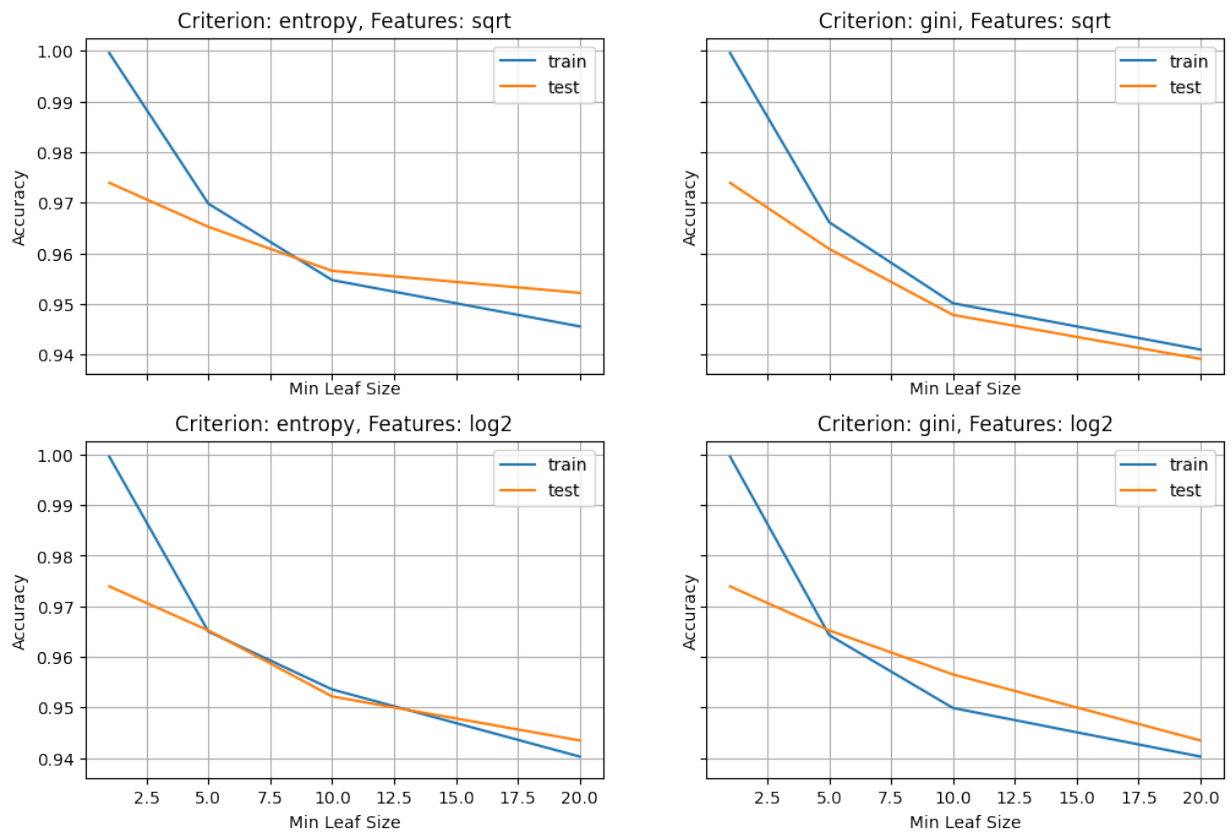 Criterion: entropy, Features: sqrt
1.00
0.99
0.98
0.97
0.96
0.95
0.94
Accuracy
train
test
Min Leaf Size
Criterion: gini, Features: sqrt
Accuracy
train
test
Min Leaf Size
Criterion: entropy, Features: log2
1.00
0.99
0.98
0.97
0.96
0.95
0.94
Accuracy
train
test
2.5 5.0 7.5 10.0 12.5 15.0 17.5 20.0
Min Leaf Size
Criterion: gini, Features: log2
Accuracy
train
test
2.5 5.0 7.5 10.0 12.5 15.0 17.5 20.0
Min Leaf Size